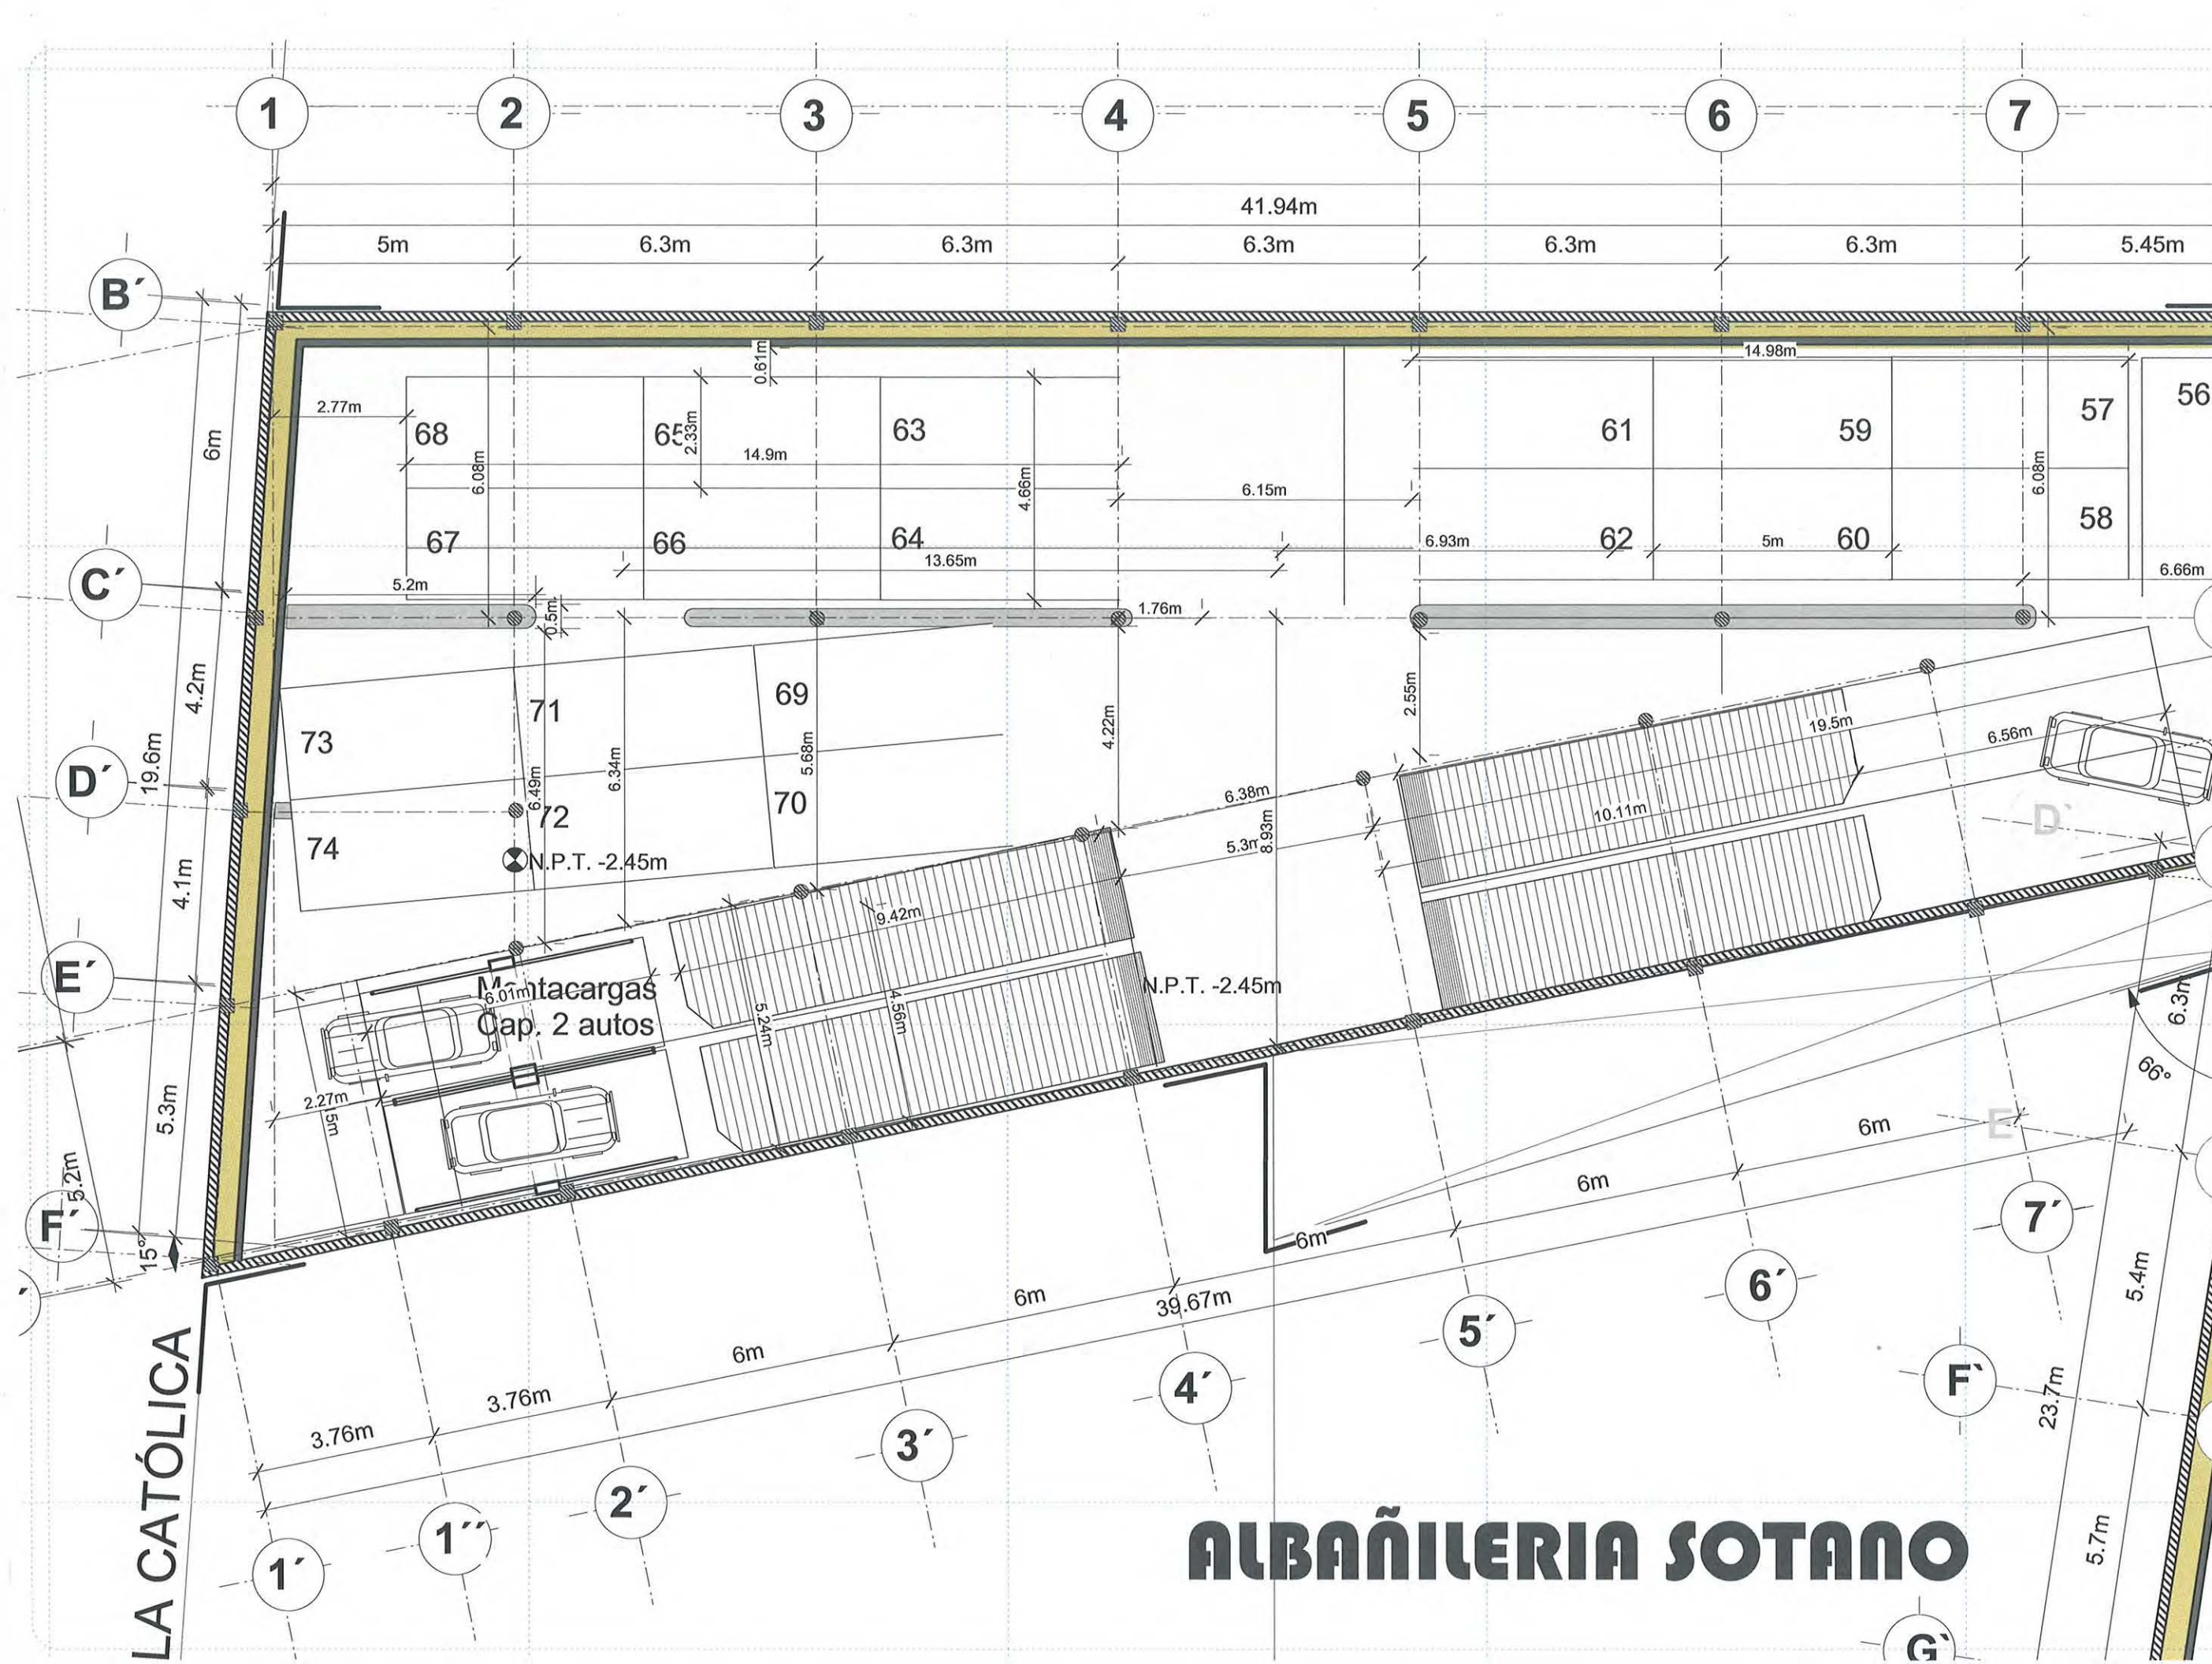 1 2 3 4 5 6 7
41.94m
5m 6.3m 6.3m 6.3m 6.3m 6.3m 5.45m
B´
0.61m
14.98m
2.77m
68 65 63 61 59 57 56
2.33m
14.9m
6.08m
4.66m
6.08m
6m
6.15m
58
67 66 64 6.93m 62 5m 60
13.65m
6.66m
C´
5.2m
0.5m
1.76m
4.2m
71 69
2.55m
73
4.22m
5.68m
19.5m
6.56m
19.6m
D´
6.34m
6.49m
6.38m
72 70
10.11m
D`
74
5.3m
8.93m
N.P.T. -2.45m
4.1m
9.42m
E´
Montacargas
6.01m
Cap. 2 autos
N.P.T. -2.45m
5.24m
4.56m
6.3m
66°
2.27m
5.3m
6m
E`
5.2m
6m
F´
15°
7´
6m
5.4m
6m
39.67m
6´
5´
6m
4´
F`
23.7m
3.76m
3.76m
3´
2´
1´´
1´
LA CATÓLICA
ALBAÑILERIA SOTANO
5.7m
G`